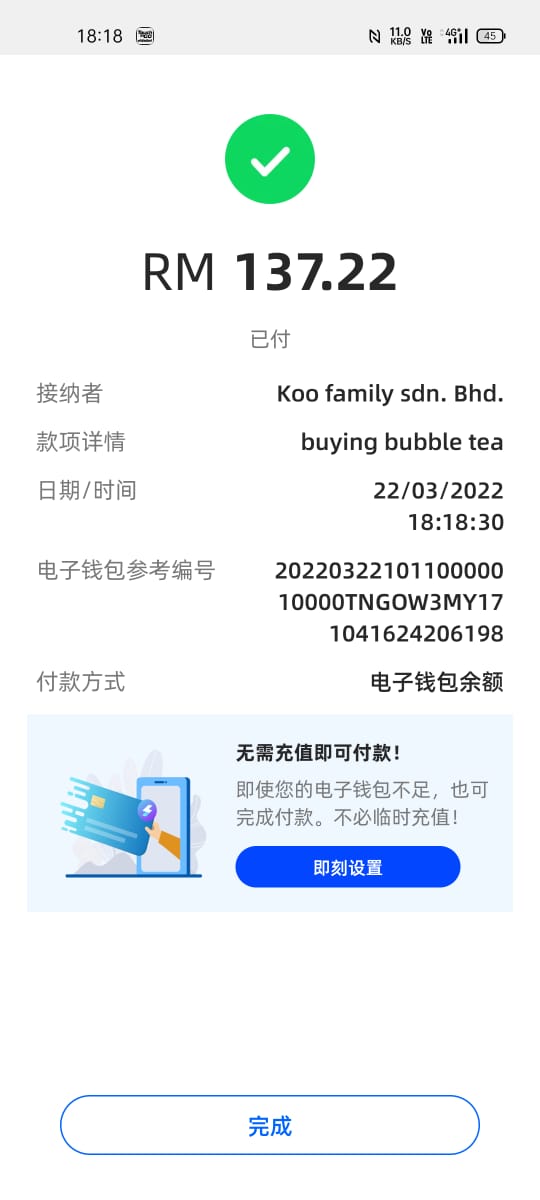 18:18
11.0 KB/S
Vo LTE
4G+
45
RM 137.22
已付
接纳者 Koo family sdn. Bhd.
款项详情 buying bubble tea
日期/时间 22/03/2022
18:18:30
电子钱包参考编号 20220322101100000
10000TNGOW3MY17
1041624206198
付款方式 电子钱包余额
无需充值即可付款!
即使您的电子钱包不足，也可
完成付款。不必临时充值!
即刻设置
完成